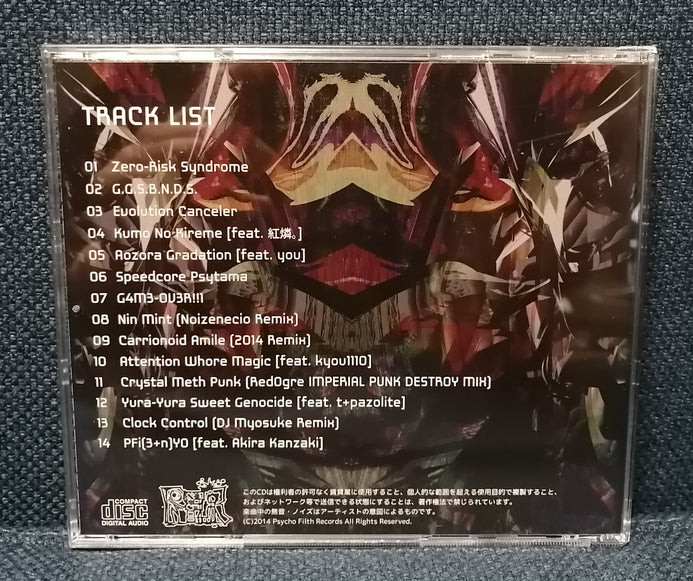 TRACK LIST
01 Zero-Risk Syndrome
02 G.G.S.B.N.D.S.
03 Evolution Canceler
04 Kumo No Kireme [feat. 紅燐。]
05 Aozora Gradation [feat. you]
06 Speedcore Psytama
07 G4M3-0V3R!!1
08 Nin Mint (Noizenecio Remix)
09 Carrionoid Amile (2014 Remix)
10 Attention Whore Magic [feat. kyou1110]
11 Crystal Meth Punk (RedOgre IMPERIAL PUNK DESTROY MIX)
12 Yura-Yura Sweet Genocide [feat. t+pazolite]
13 Clock Control (DJ Myosuke Remix)
14 PFi(3+n)YO [feat. Akira Kanzaki]
COMPACT
disc
DIGITAL AUDIO
このCDは権利者の許可なく賃貸業に使用すること、個人的な範囲を超える使用目的で複製すること、
およびネットワーク等で送信できる状態にすることは、著作権法で禁じられています。
楽曲中の無音・ノイズはアーティストの意図によるものです。
(C)2014 Psycho Filth Records All Rights Reserved.